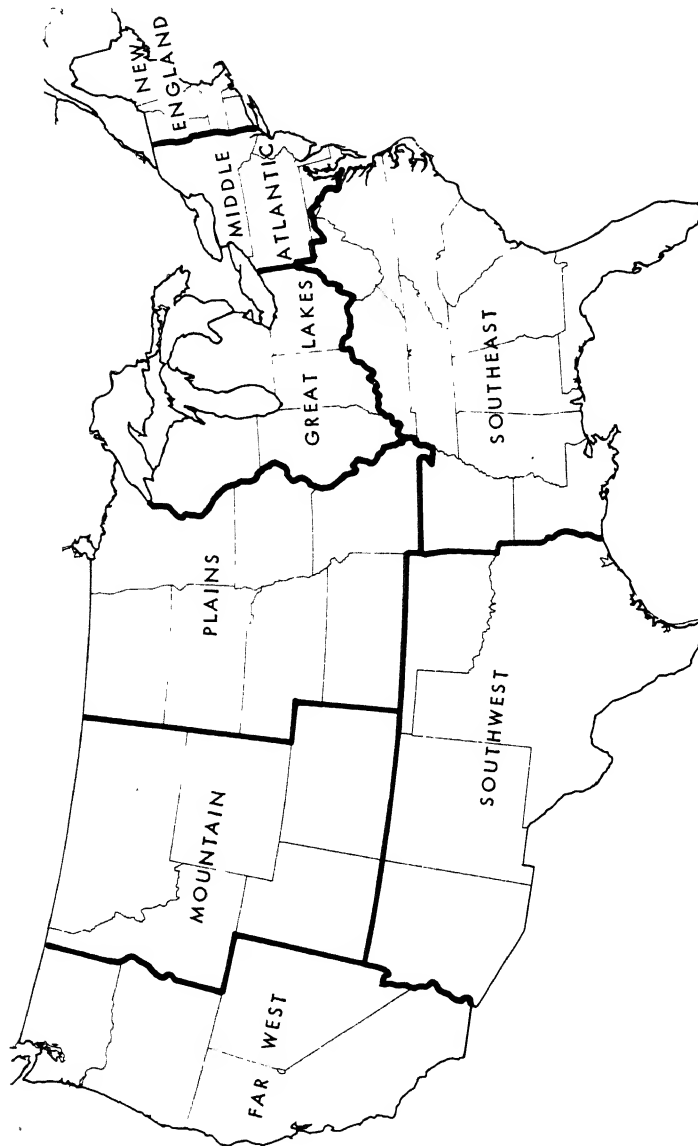 NEW
ENGLAND
MIDDLE
ATLANTIC
GREAT LAKES
SOUTHEAST
PLAINS
SOUTHWEST
MOUNTAIN
FAR WEST